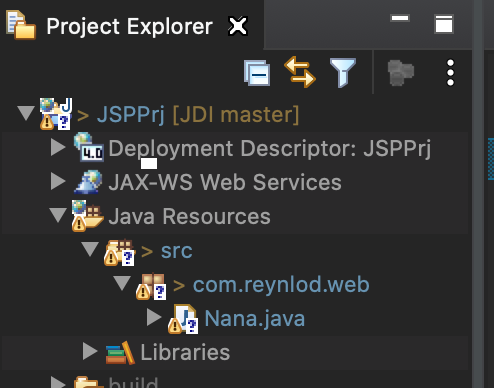 Project Explorer
> JSPPrj [JDI master]
Deployment Descriptor: JSPPrj
JAX-WS Web Services
Java Resources
> src
> com.reynlod.web
Nana.java
Libraries
build